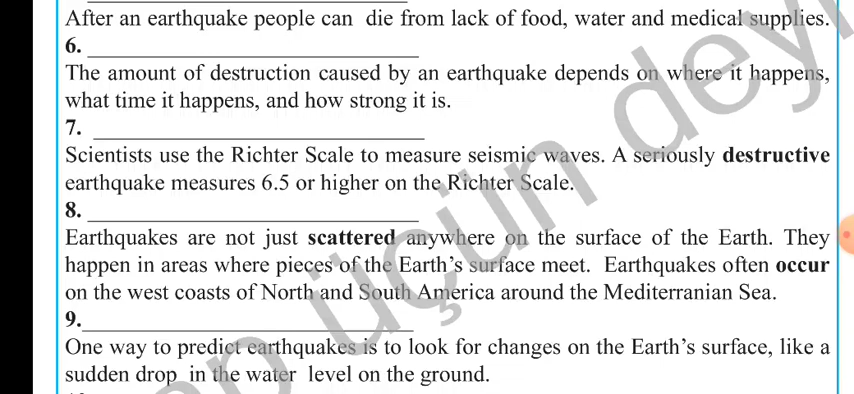 After an earthquake people can die from lack of food, water and medical supplies.
6.
The amount of destruction caused by an earthquake depends on where it happens,
what time it happens, and how strong it is.
7.
Scientists use the Richter Scale to measure seismic waves. A seriously destructive
earthquake measures 6.5 or higher on the Richter Scale.
8.
Earthquakes are not just scattered anywhere on the surface of the Earth. They
happen in areas where pieces of the Earth's surface meet. Earthquakes often occur
on the west coasts of North and South America around the Mediterranian Sea.
9.
One way to predict earthquakes is to look for changes on the Earth's surface, like a
sudden drop in the water level on the ground.
üçün deyi